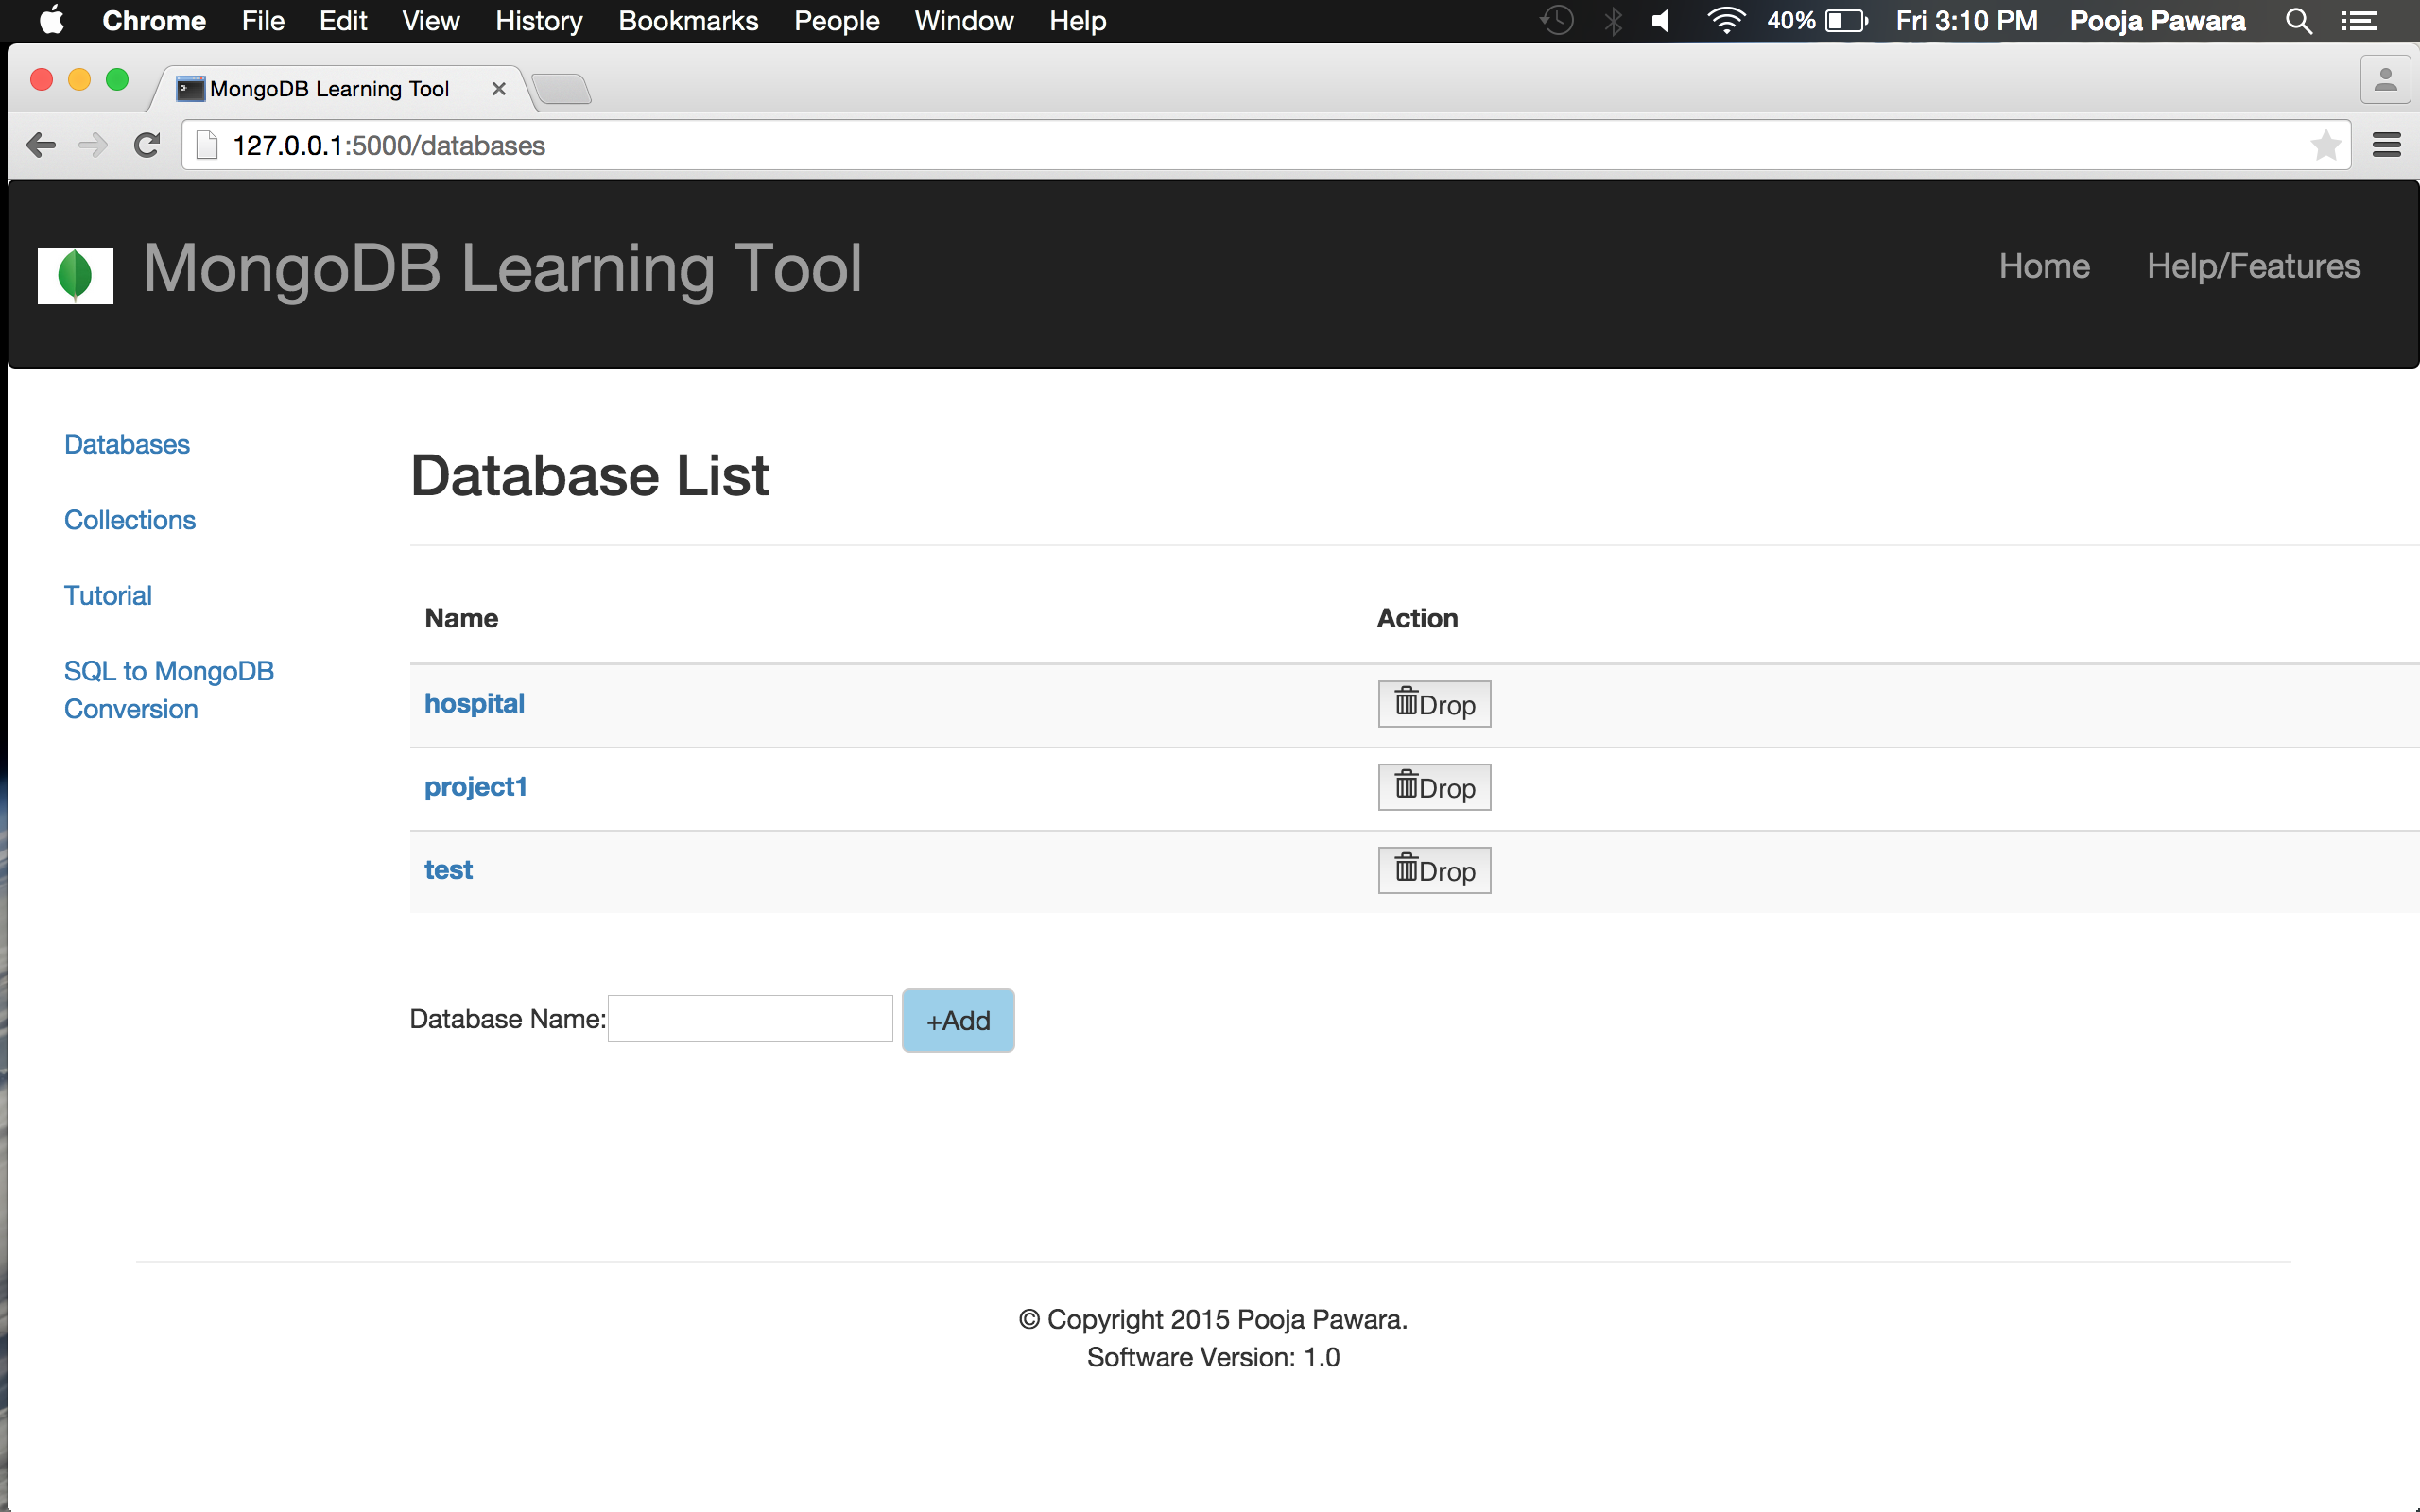 Chrome File Edit View History Bookmarks People Window Help 40% Fri 3:10 PM Pooja Pawara
MongoDB Learning Tool
127.0.0.1:5000/databases
MongoDB Learning Tool Home Help/Features
Databases
Collections
Tutorial
SQL to MongoDB
Conversion
Database List
Name Action
hospital Drop
project1 Drop
test Drop
Database Name: +Add
© Copyright 2015 Pooja Pawara.
Software Version: 1.0